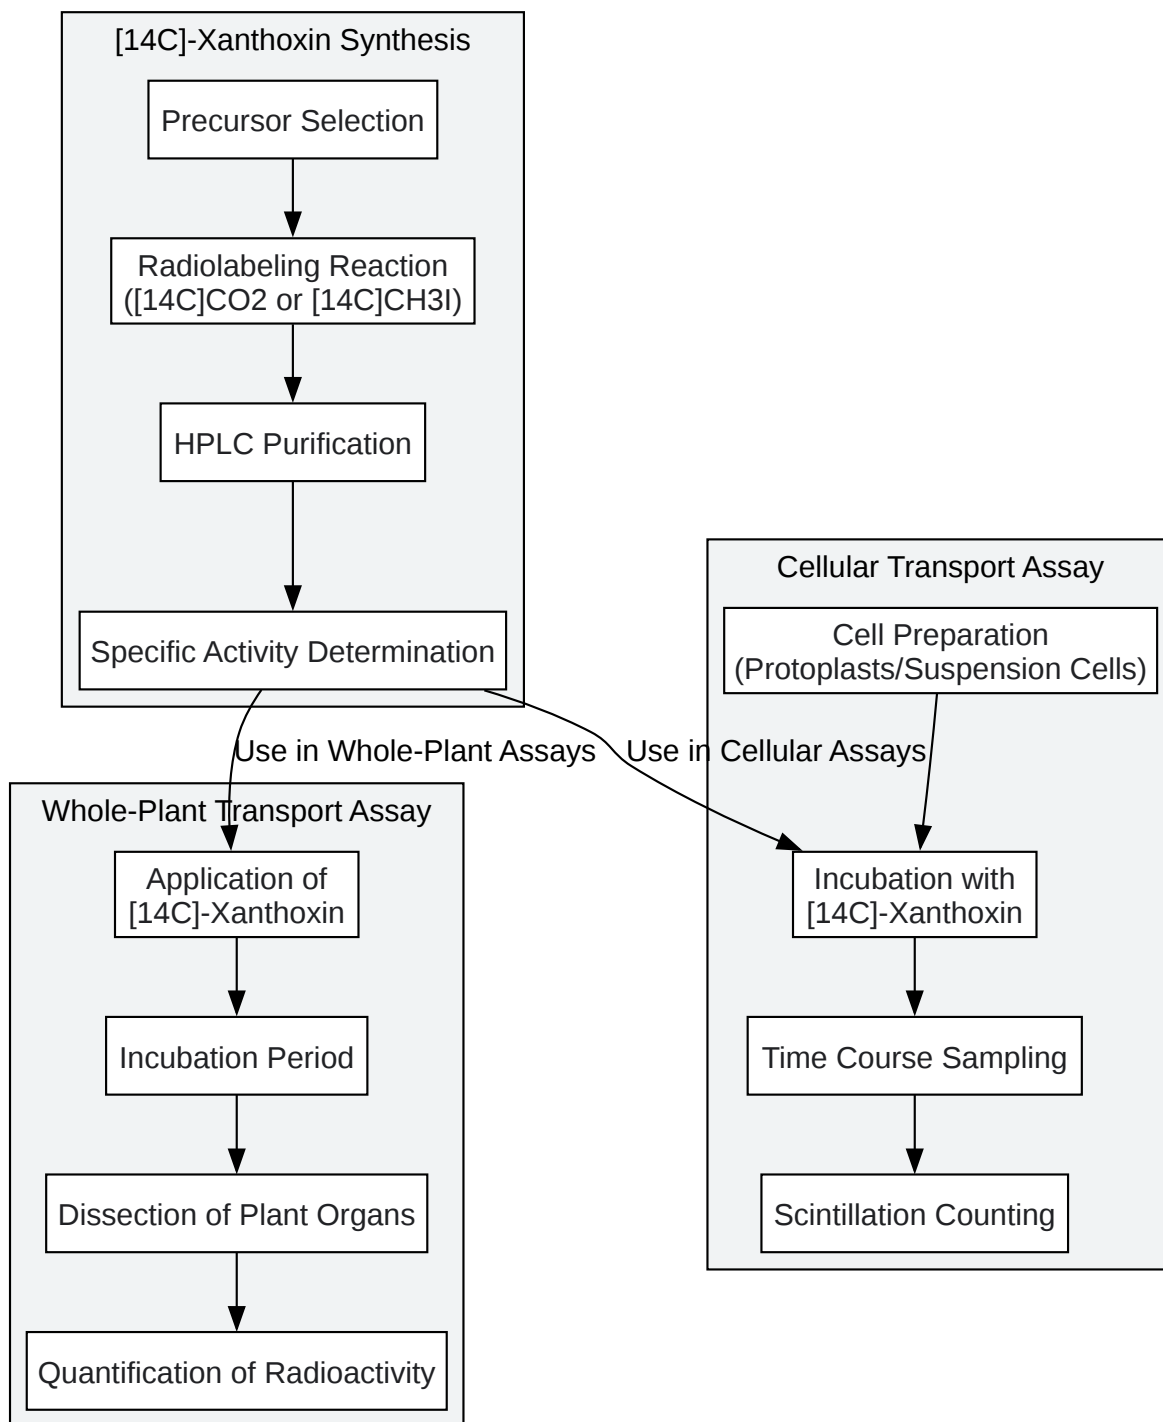 [14C]-Xanthoxin Synthesis
Precursor Selection
Radiolabeling Reaction
([14C]CO2 or [14C]CH3I)
HPLC Purification
Specific Activity Determination
Cellular Transport Assay
Cell Preparation
(Protoplasts/Suspension Cells)
Use in Whole-Plant Assays
Use in Cellular Assays
Whole-Plant Transport Assay
Application of
[14C]-Xanthoxin
Incubation Period
Dissection of Plant Organs
Quantification of Radioactivity
Incubation with
[14C]-Xanthoxin
Time Course Sampling
Scintillation Counting